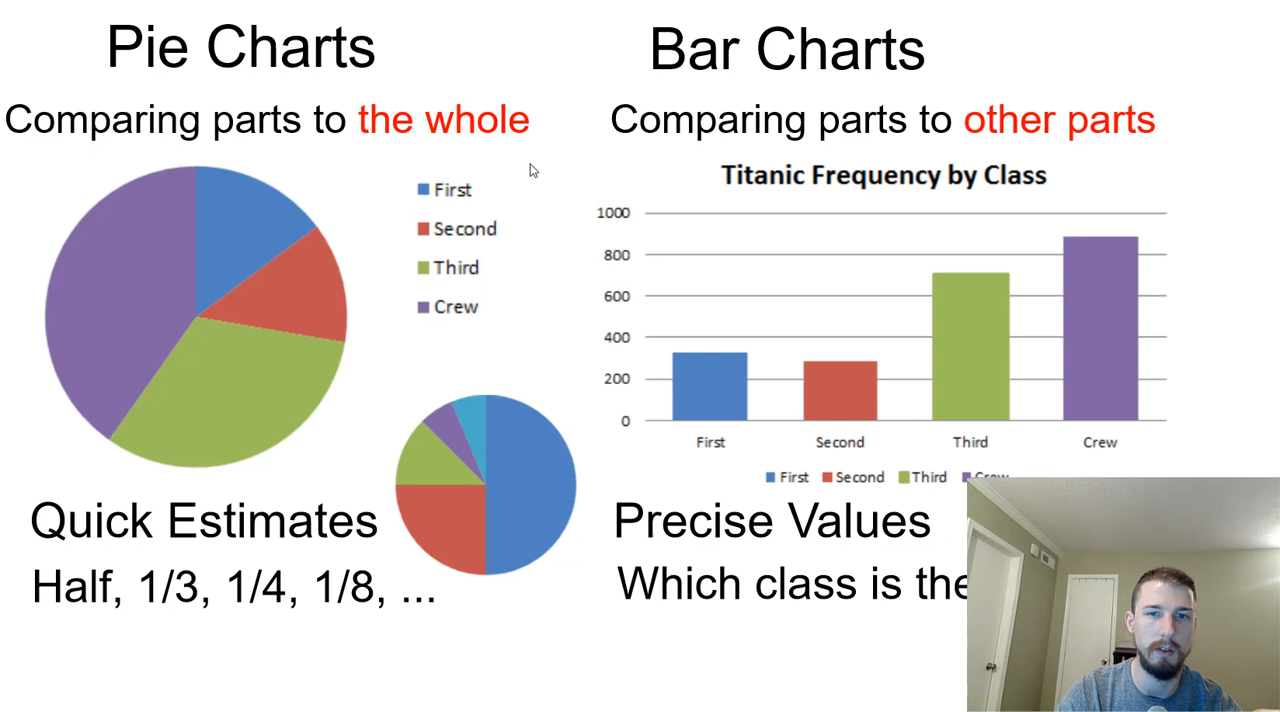 Pie Charts
Comparing parts to the whole
First
Second
Third
Crew
Quick Estimates
Half, 1/3, 1/4, 1/8, ...
Bar Charts
Comparing parts to other parts
Titanic Frequency by Class
1000
800
600
400
200
0
First Second Third Crew
First Second Third Crew
Precise Values
Which class is the